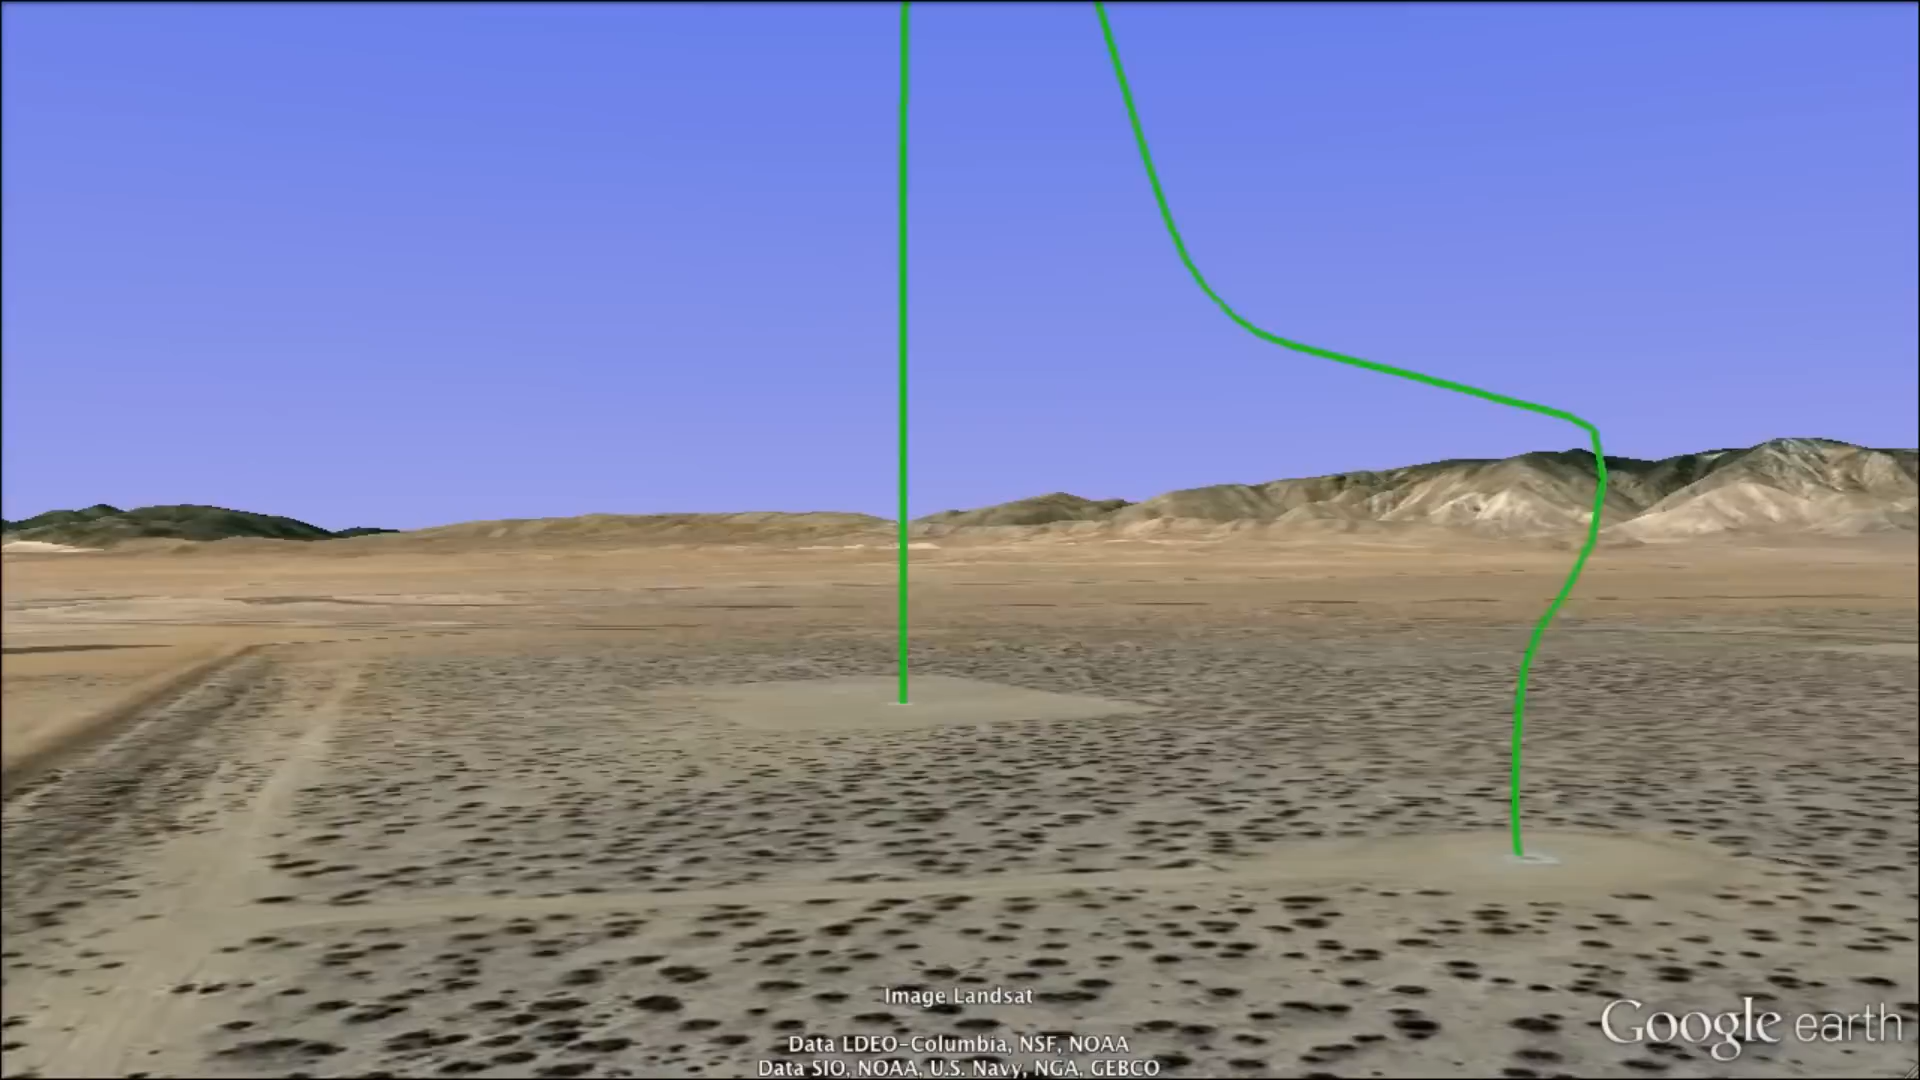 Image Landsat
Google earth
Data LDEO-Columbia, NSF, NOAA
Data SIO, NOAA, U.S. Navy, NGA, GEBCO